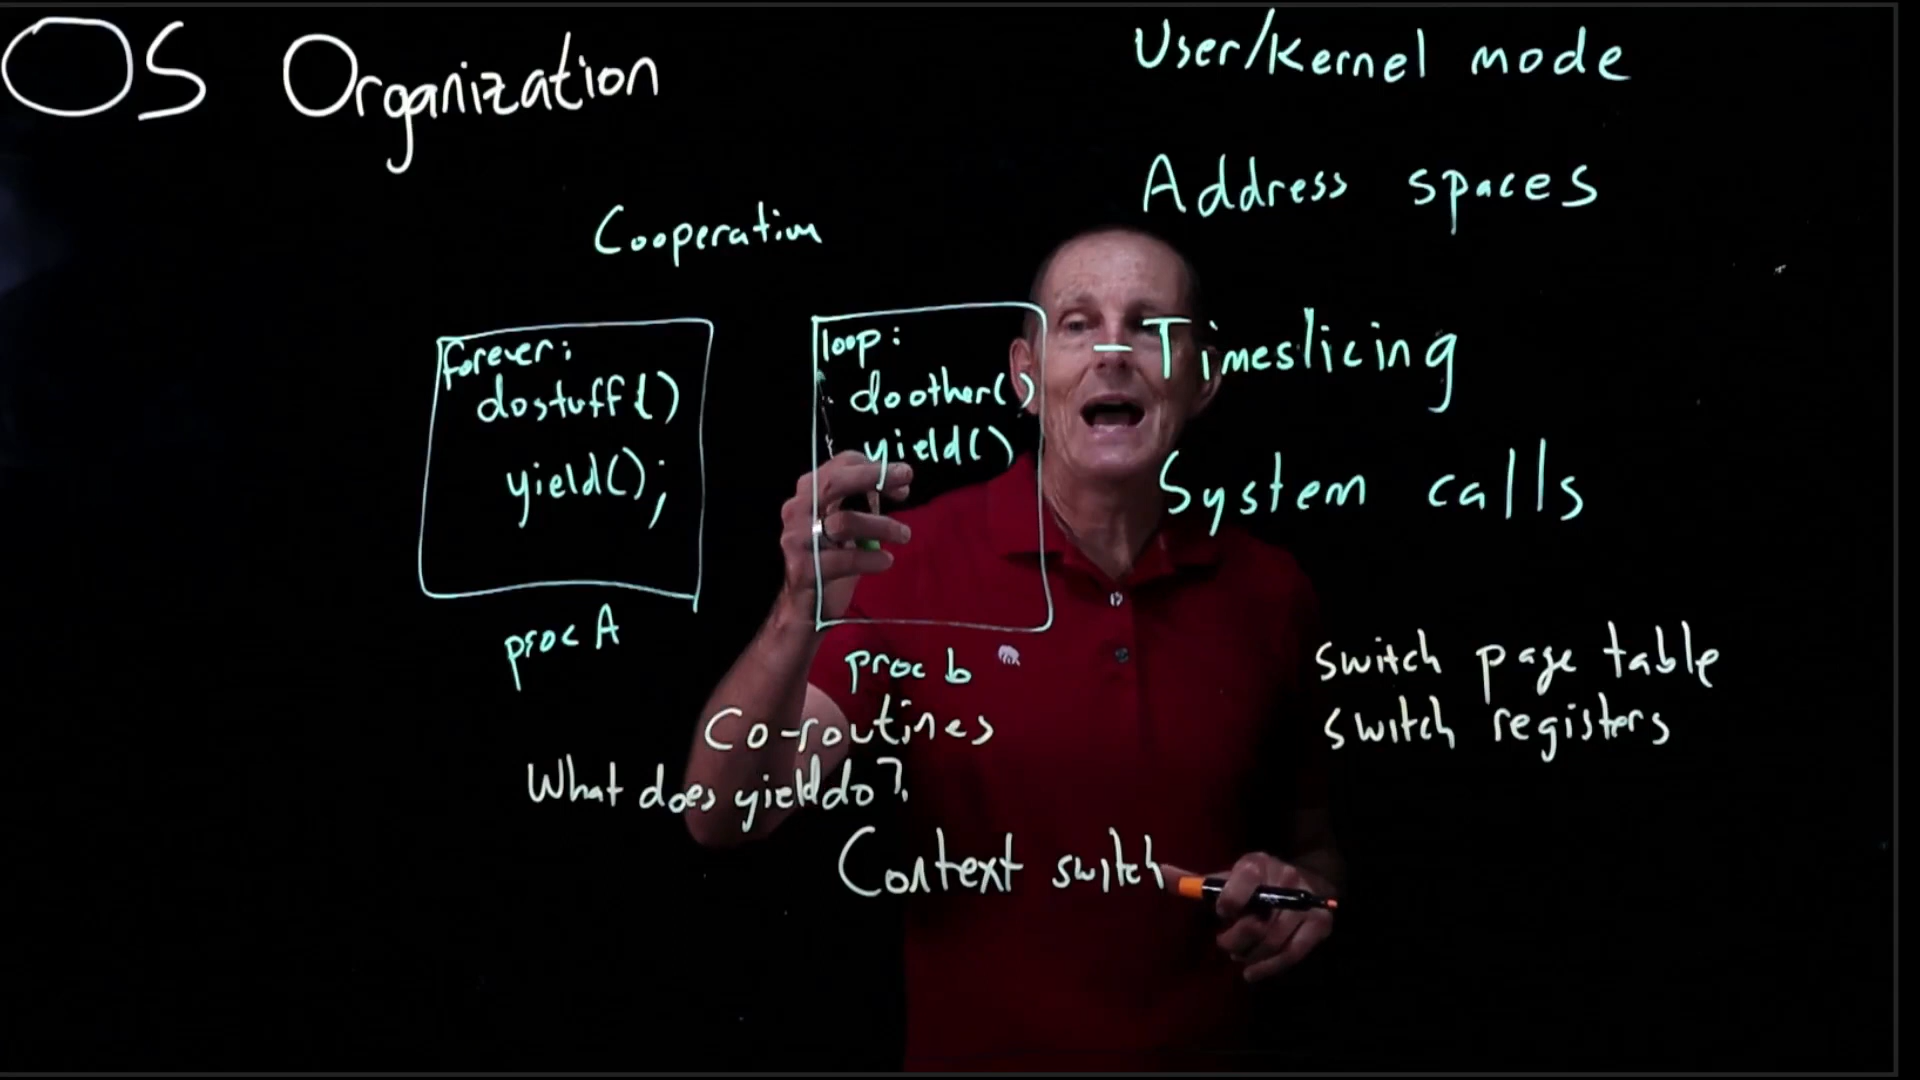 OS Organization
User/Kernel mode
Address spaces
Cooperation
forever:
dostuff()
yield();
proc A
loop:
doother()
yield()
proc b
-Timeslicing
System calls
switch page table
switch registers
Co-routines
What does yield do?
Context switch